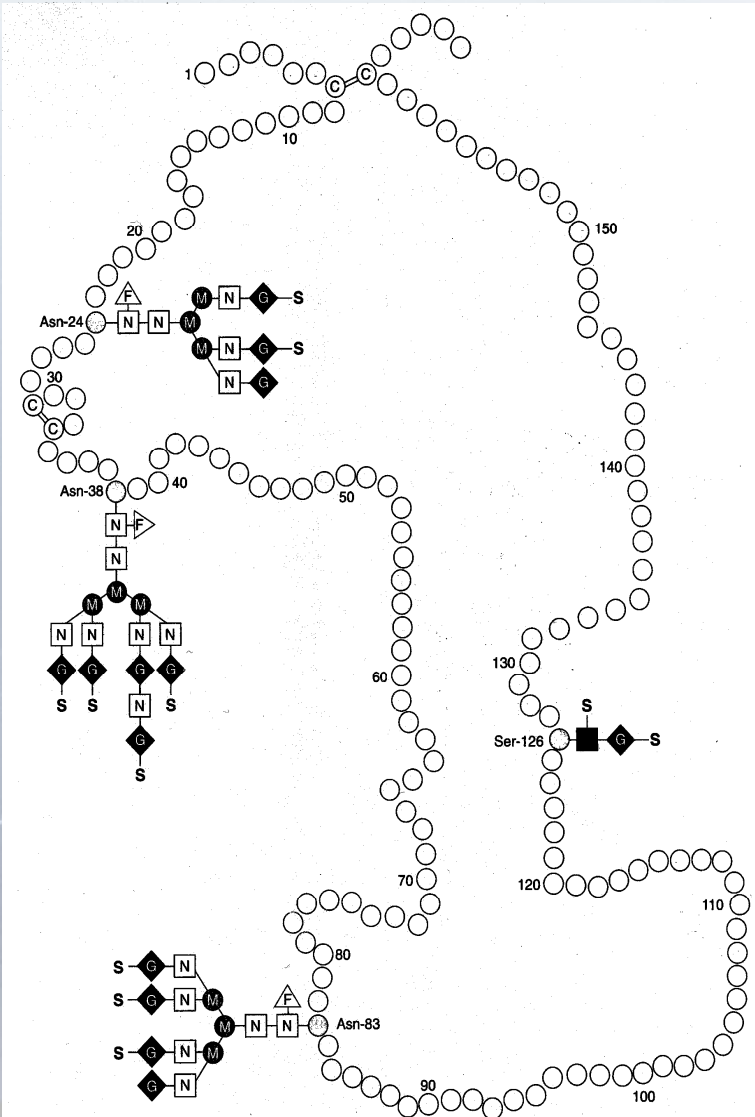 1
C
C
10
150
20
F
M N G S
Asn-24 N N M
M N G S
30
N G
C
C
140
Asn-38
40
50
N F
N
M
M M
N N N N
G G G G
S S N S
G
S
60
130
S
Ser-126 G S
70
120
110
80
S G N
S G N M
F
M N N Asn-83
S G N M
G N
90
100